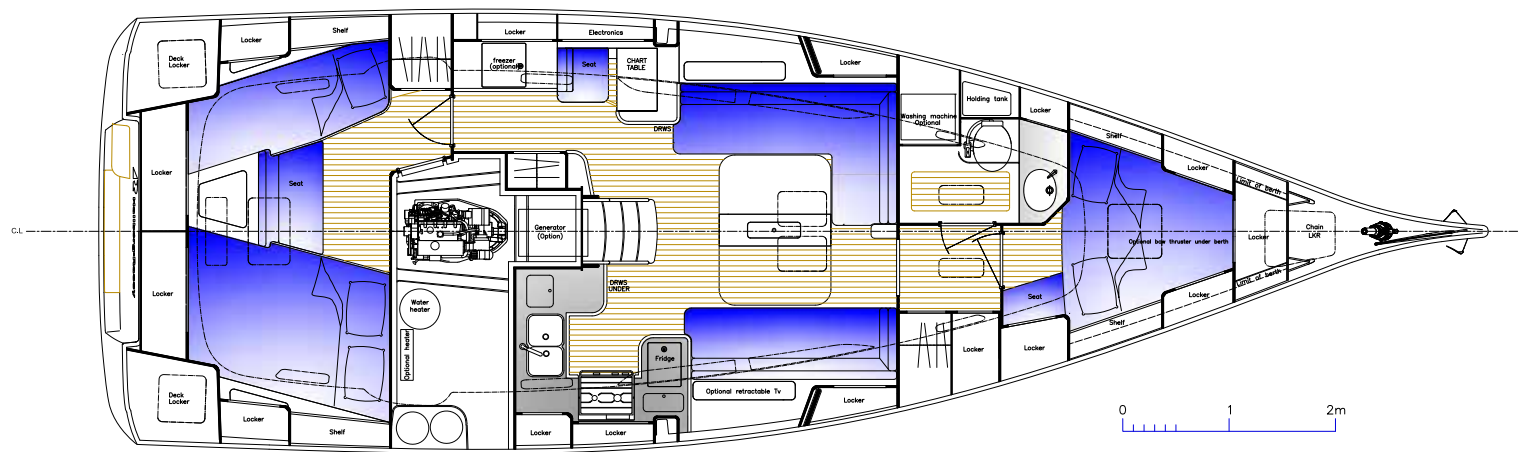 Deck
Locker
Locker
Shelf
Locker
Electronics
freezer
(optional)
Seat
CHART
TABLE
DRWS
Locker
Washing machine
Optional
Holding tank
Locker
Shelf
Locker
Limit of berth
Locker
Seat
C.L
Generator
(Option)
Optional bow thruster under berth
Locker
Chain
LKR
Limit of berth
Locker
Water
heater
Optional heater
DRWS
UNDER
Fridge
Seat
Locker
Shelf
Locker
Locker
Optional retractable Tv
Locker
Deck
Locker
Locker
Shelf
Locker
Locker
0 1 2m